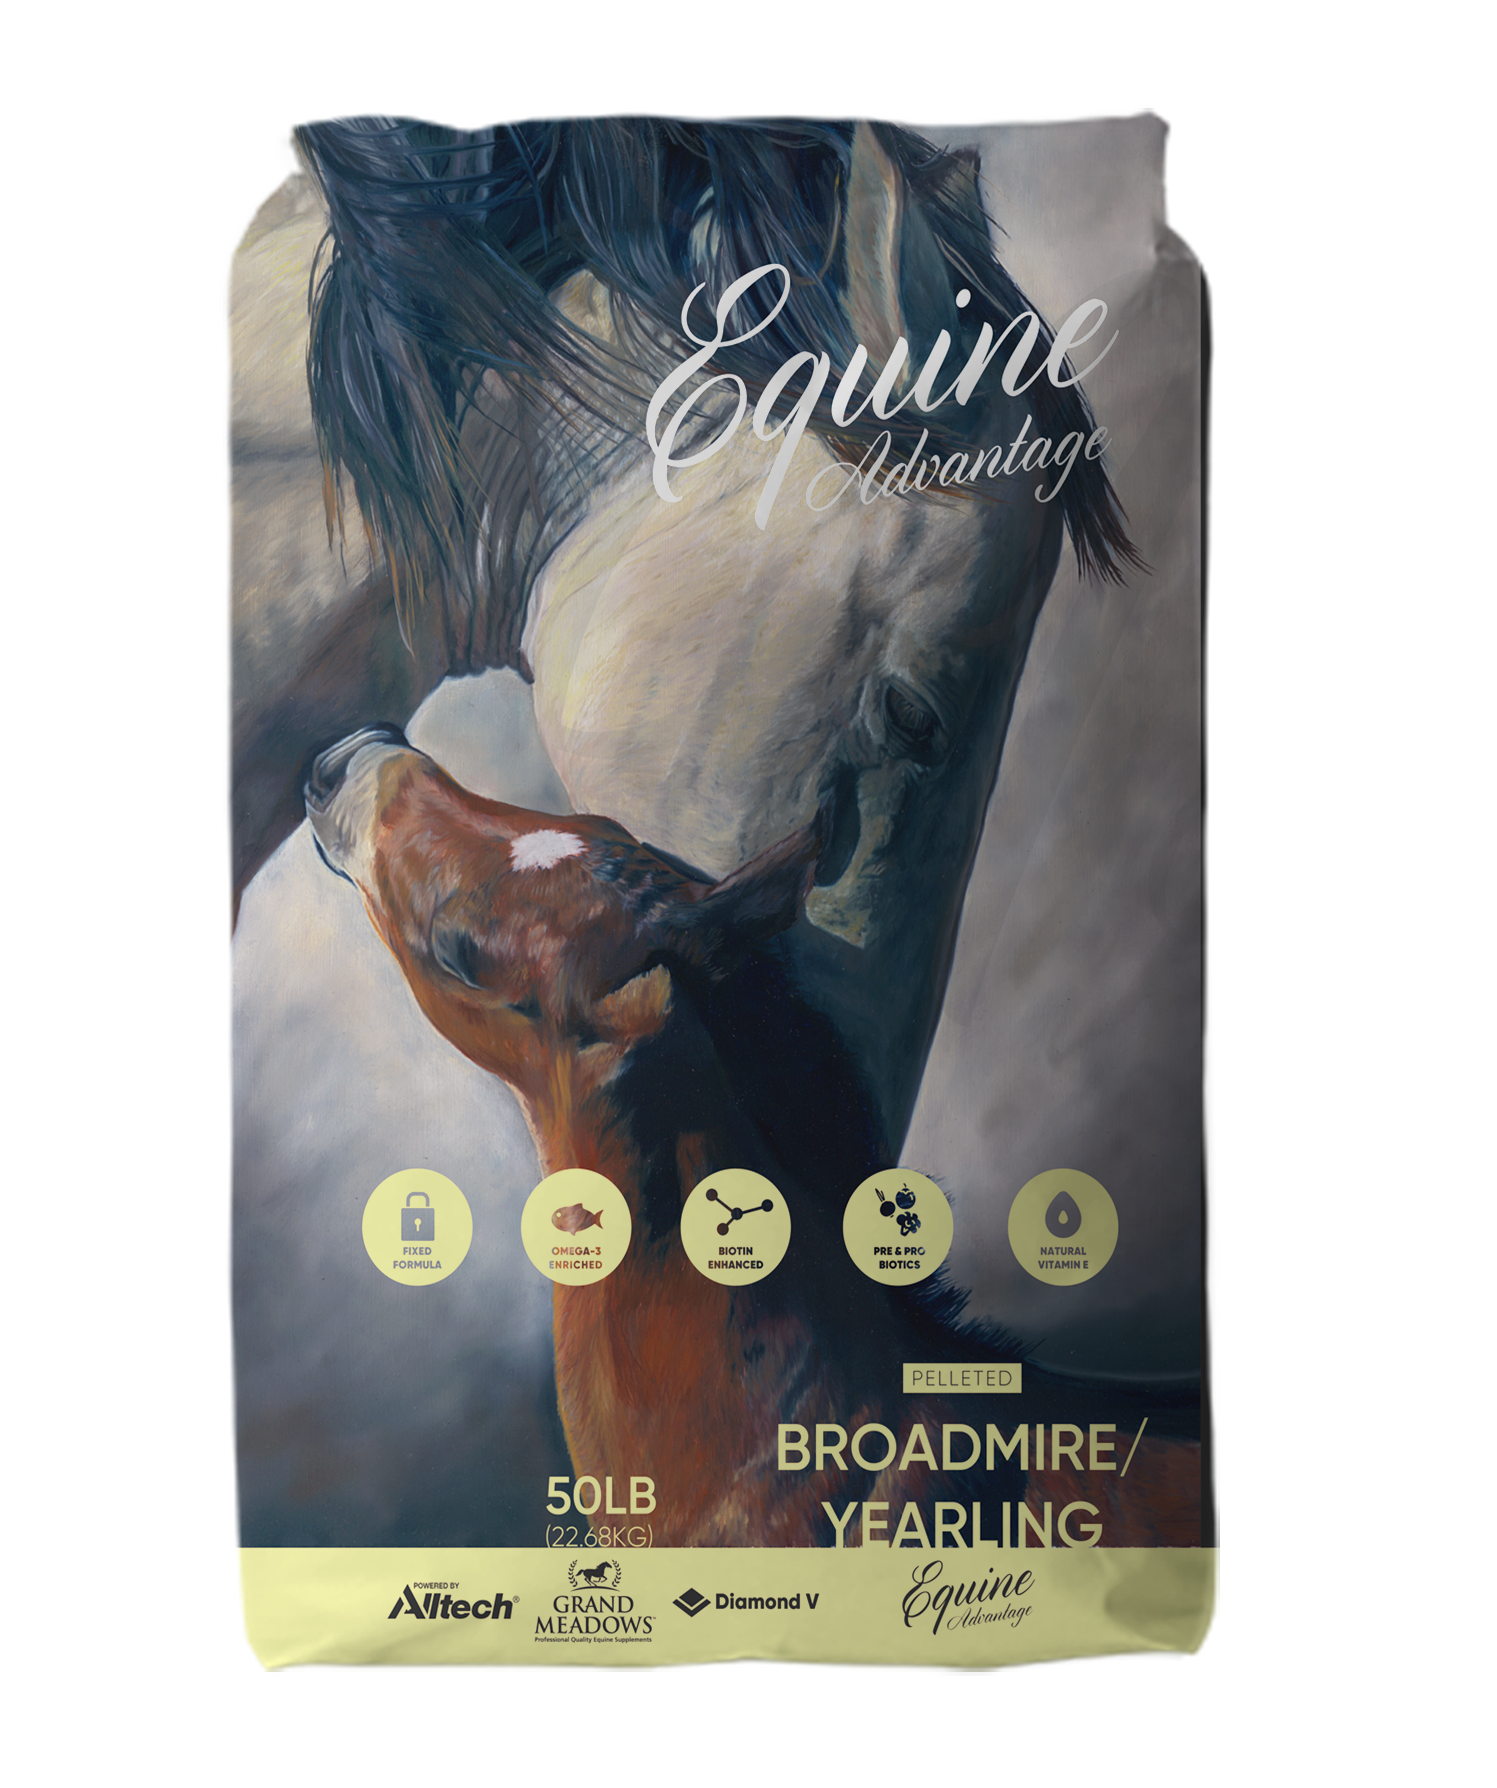 Equine
Advantage
FIXED
FORMULA
OMEGA-3
ENRICHED
BIOTIN
ENHANCED
PRE & PRO
BIOTICS
NATURAL
VITAMIN E
PELLETED
BROADMIRE/
YEARLING
50LB
(22.68KG)
POWERED BY
Alltech®
GRAND
MEADOWS™
Professional Quality Equine Supplements
Diamond V
Equine
Advantage